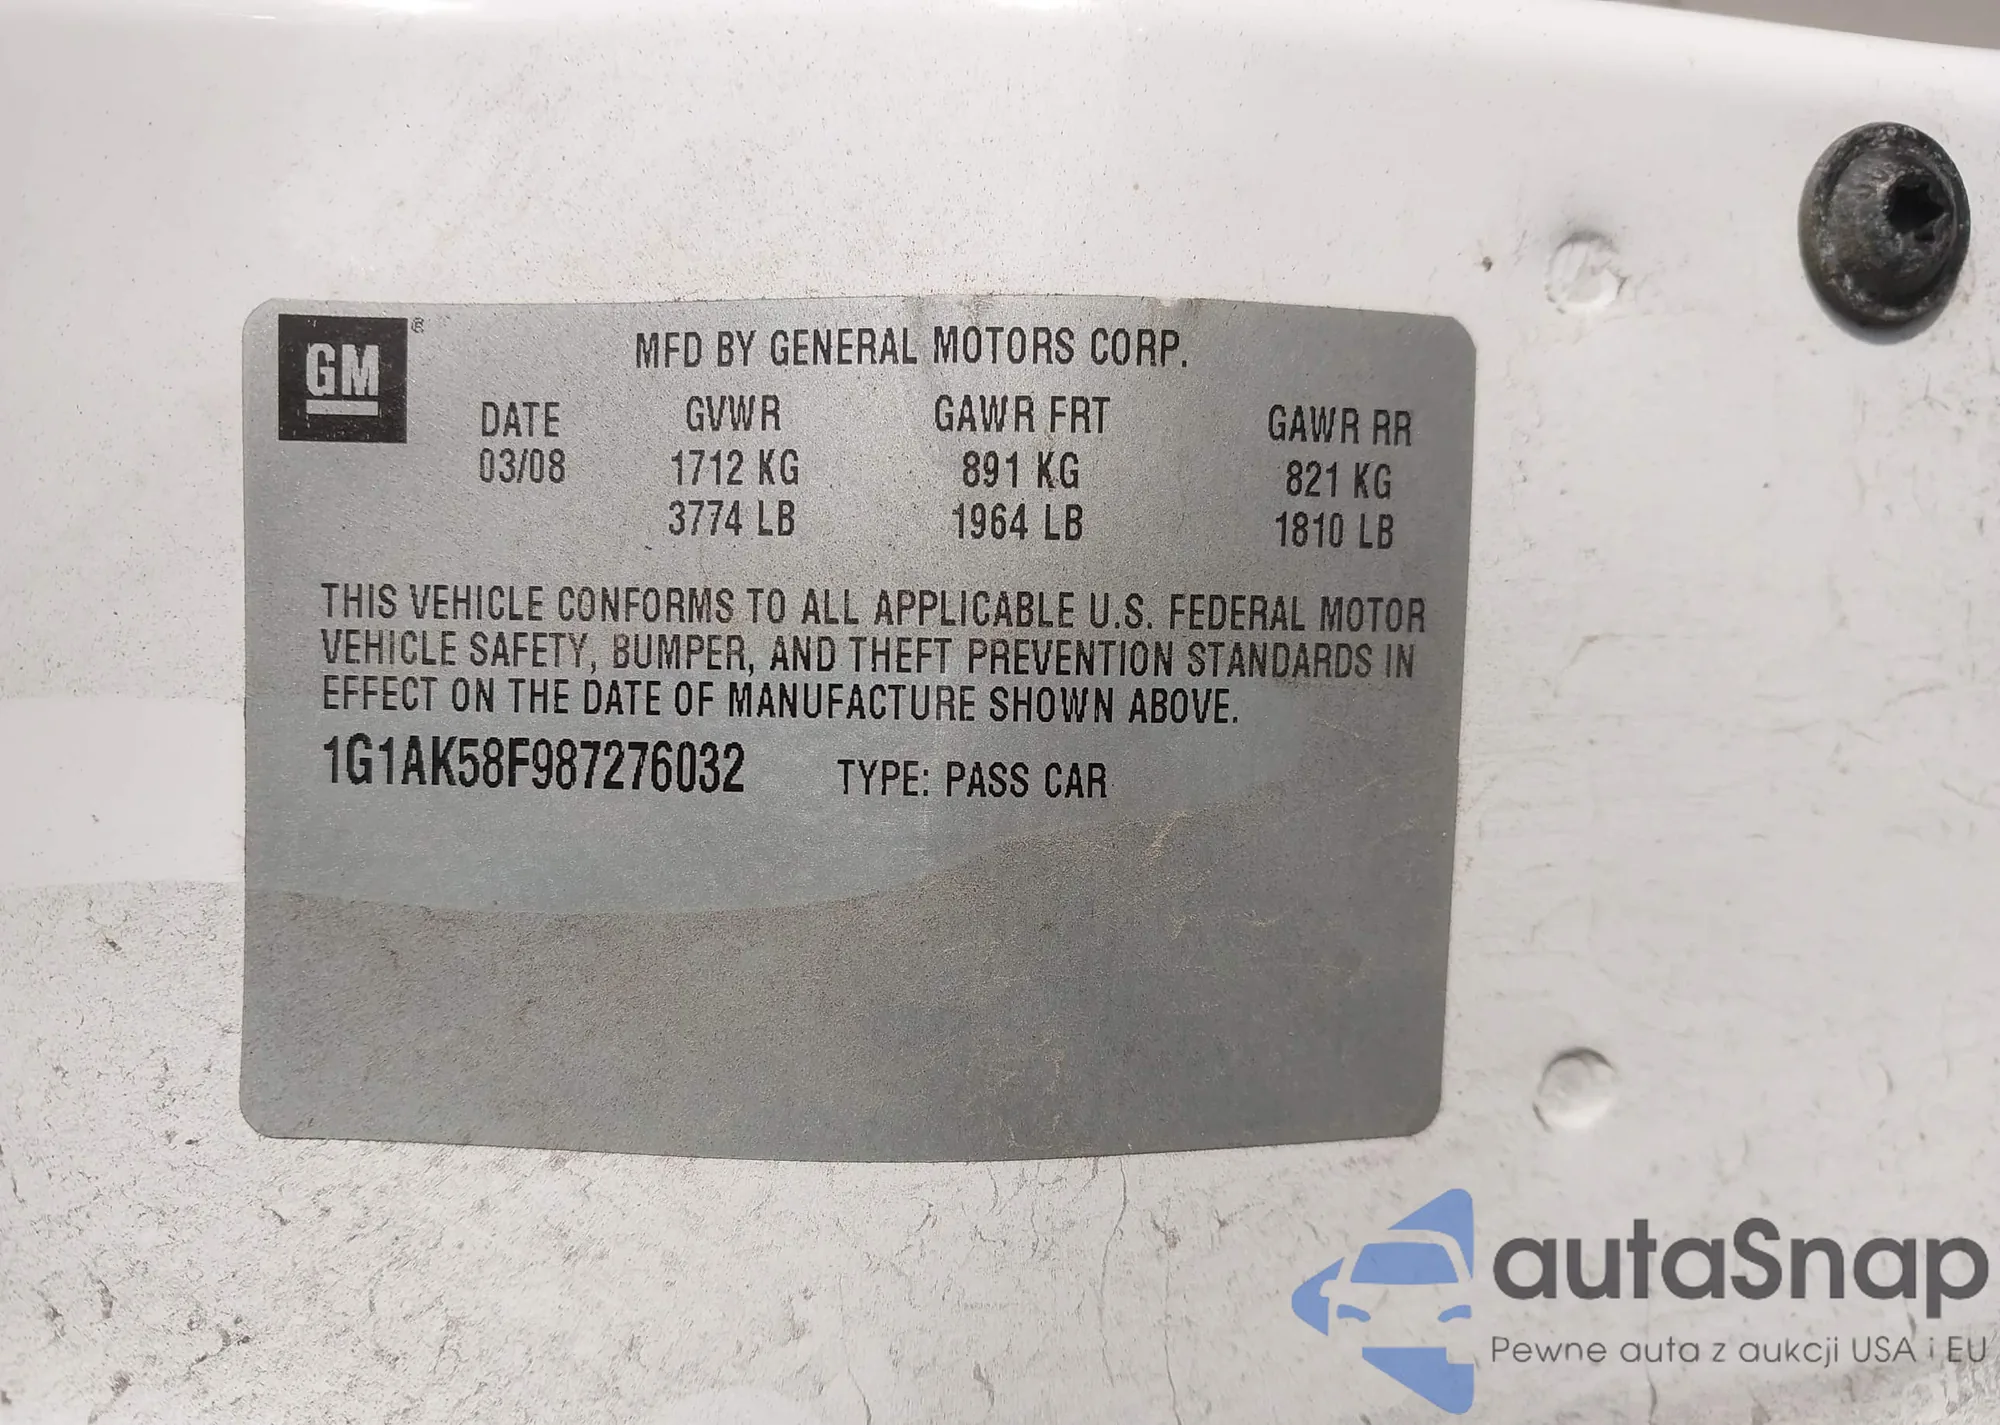 GM®
MFD BY GENERAL MOTORS CORP.
DATE GVWR GAWR FRT GAWR RR
03/08 1712 KG 891 KG 821 KG
3774 LB 1964 LB 1810 LB
THIS VEHICLE CONFORMS TO ALL APPLICABLE U.S. FEDERAL MOTOR
VEHICLE SAFETY, BUMPER, AND THEFT PREVENTION STANDARDS IN
EFFECT ON THE DATE OF MANUFACTURE SHOWN ABOVE.
1G1AK58F987276032 TYPE: PASS CAR
autaSnap
Pewne auta z aukcji USA i EU